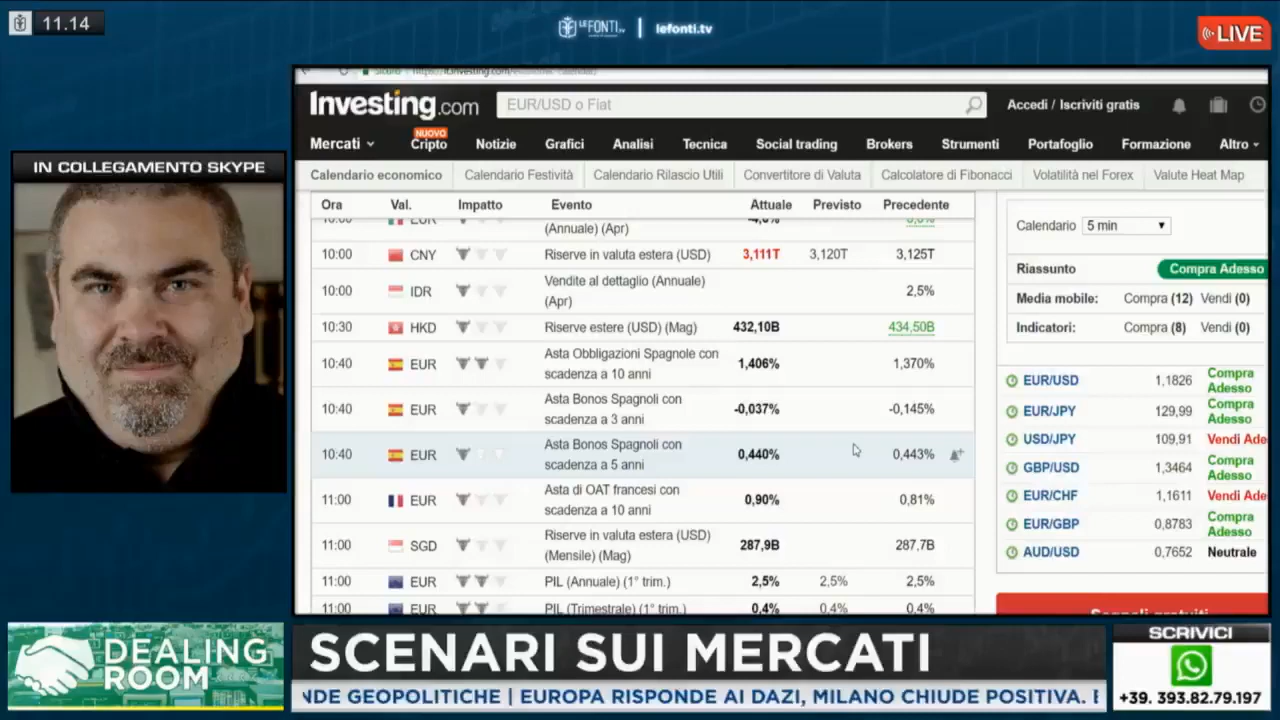 11.14
LE FONTI TV | lefonti.tv
LIVE
IN COLLEGAMENTO SKYPE
Investing.com
EUR/USD o Fiat
Accedi / Iscriviti gratis
Mercati
NUOVO
Cripto
Notizie
Grafici
Analisi
Tecnica
Social trading
Brokers
Strumenti
Portafoglio
Formazione
Altro
Calendario economico
Calendario Festività
Calendario Rilascio Utili
Convertitore di Valuta
Calcolatore di Fibonacci
Volatilità nel Forex
Valute Heat Map
Ora Val. Impatto Evento Attuale Previsto Precedente
10:00 EUR
(Annuale) (Apr)
10:00 CNY Riserve in valuta estera (USD) 3,111T 3,120T 3,125T
10:00 IDR Vendite al dettaglio (Annuale)
(Apr) 2,5%
10:30 HKD Riserve estere (USD) (Mag) 432,10B 434,50B
10:40 EUR Asta Obbligazioni Spagnole con
scadenza a 10 anni 1,406% 1,370%
10:40 EUR Asta Bonos Spagnoli con
scadenza a 3 anni -0,037% -0,145%
10:40 EUR Asta Bonos Spagnoli con
scadenza a 5 anni 0,440% 0,443%
11:00 EUR Asta di OAT francesi con
scadenza a 10 anni 0,90% 0,81%
11:00 SGD Riserve in valuta estera (USD)
(Mensile) (Mag) 287,9B 287,7B
11:00 EUR PIL (Annuale) (1° trim.) 2,5% 2,5% 2,5%
11:00 EUR PIL (Trimestrale) (1° trim.) 0,4% 0,4% 0,4%
Calendario 5 min
Riassunto Compra Adesso
Media mobile: Compra (12) Vendi (0)
Indicatori: Compra (8) Vendi (0)
EUR/USD 1,1826 Compra
Adesso
EUR/JPY 129,99 Compra
Adesso
USD/JPY 109,91 Vendi Ade
GBP/USD 1,3464 Compra
Adesso
EUR/CHF 1,1611 Vendi Ade
EUR/GBP 0,8783 Compra
Adesso
AUD/USD 0,7652 Neutrale
Segnali gratuiti
DEALING
ROOM
SCENARI SUI MERCATI
NDE GEOPOLITICHE | EUROPA RISPONDE AI DAZI, MILANO CHIUDE POSITIVA.
SCRIVICI
+39. 393.82.79.197